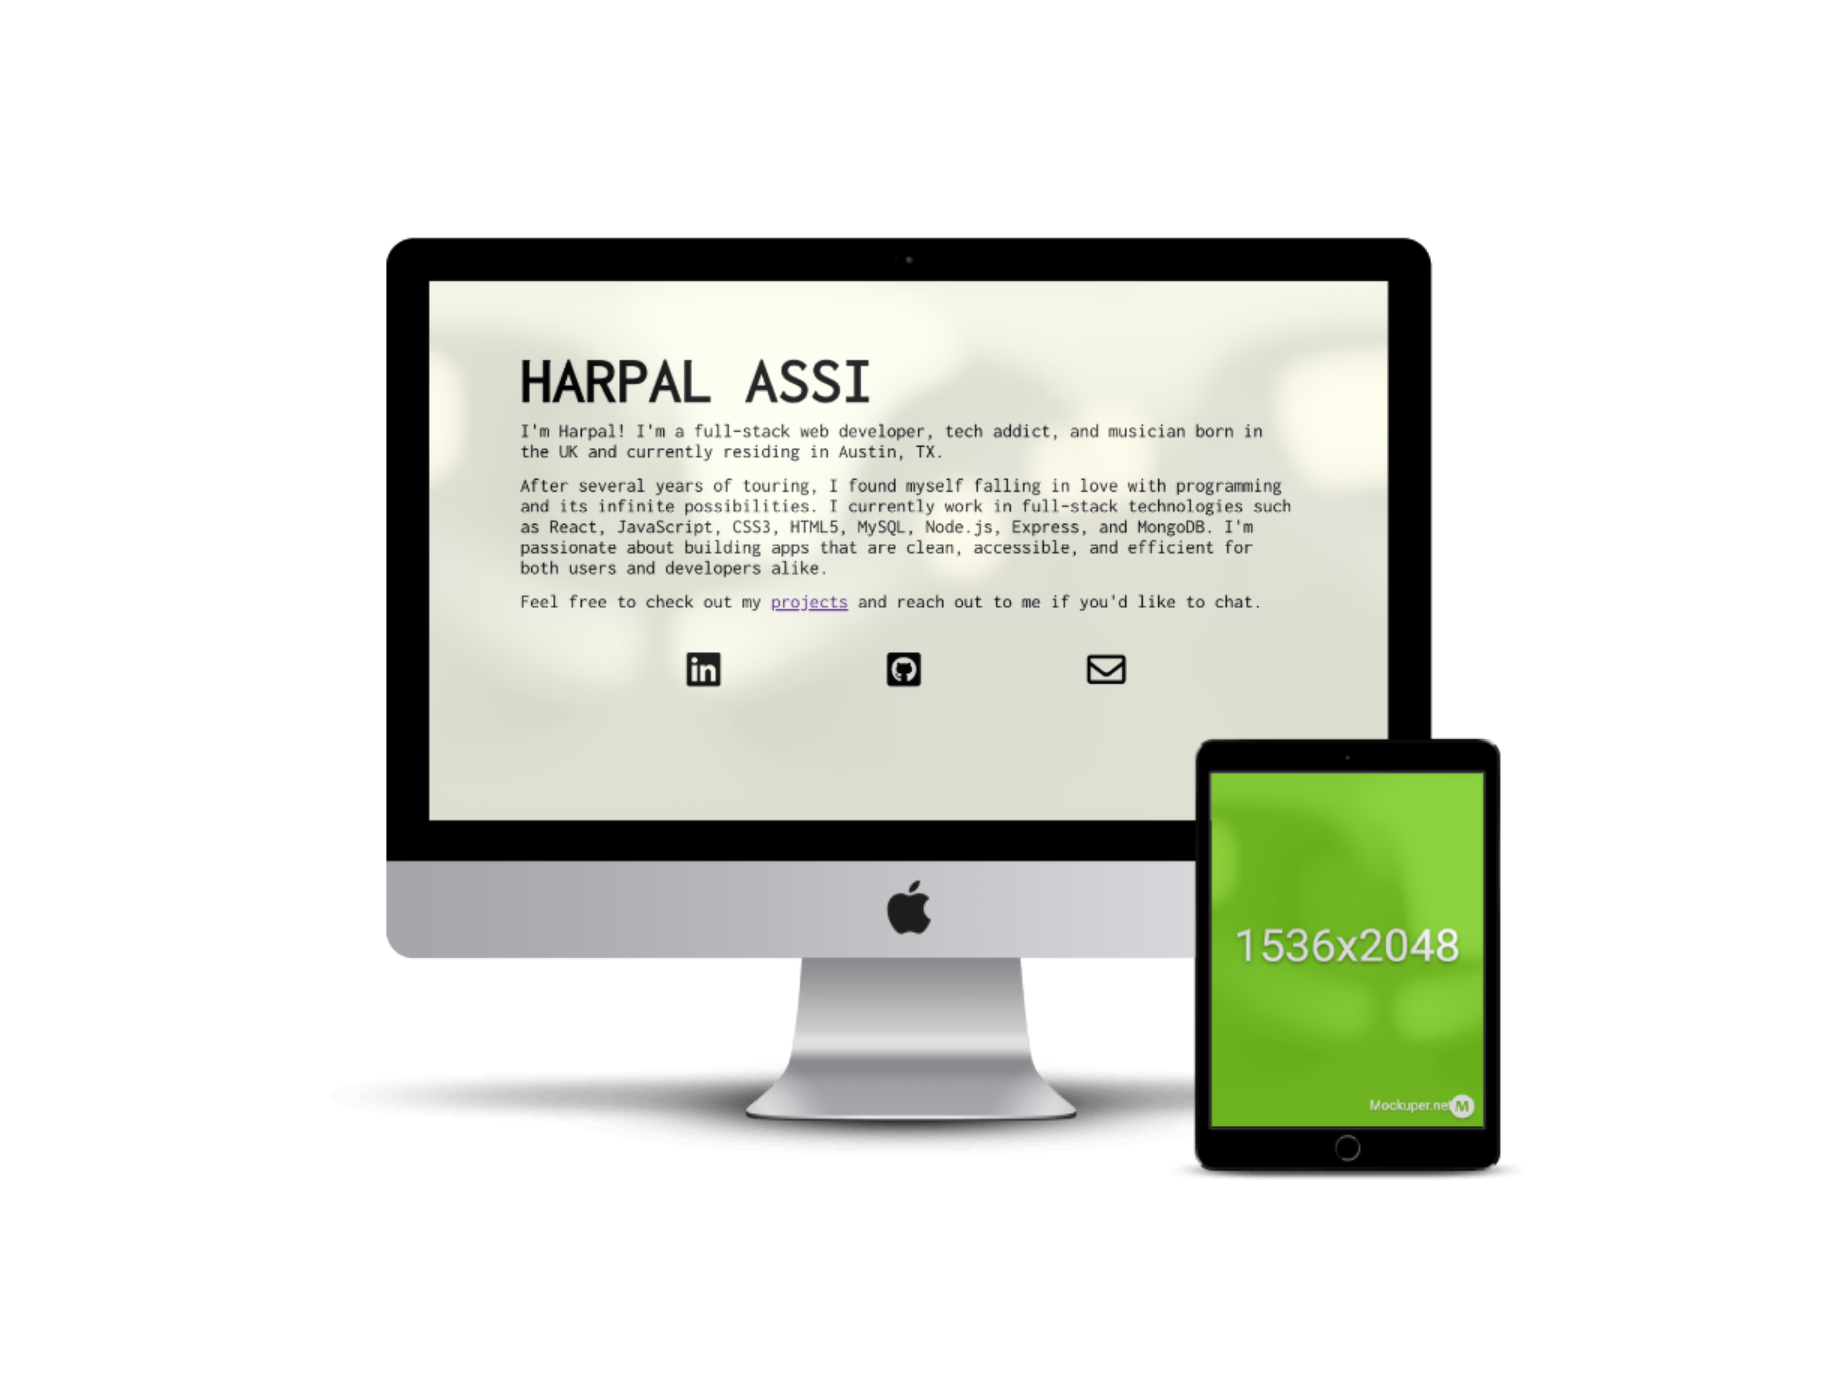 HARPAL ASSI
I'm Harpal! I'm a full-stack web developer, tech addict, and musician born in
the UK and currently residing in Austin, TX.
After several years of touring, I found myself falling in love with programming
and its infinite possibilities. I currently work in full-stack technologies such
as React, JavaScript, CSS3, HTML5, MySQL, Node.js, Express, and MongoDB. I'm
passionate about building apps that are clean, accessible, and efficient for
both users and developers alike.
Feel free to check out my projects and reach out to me if you'd like to chat.
in
1536x2048
Mockuper.net M